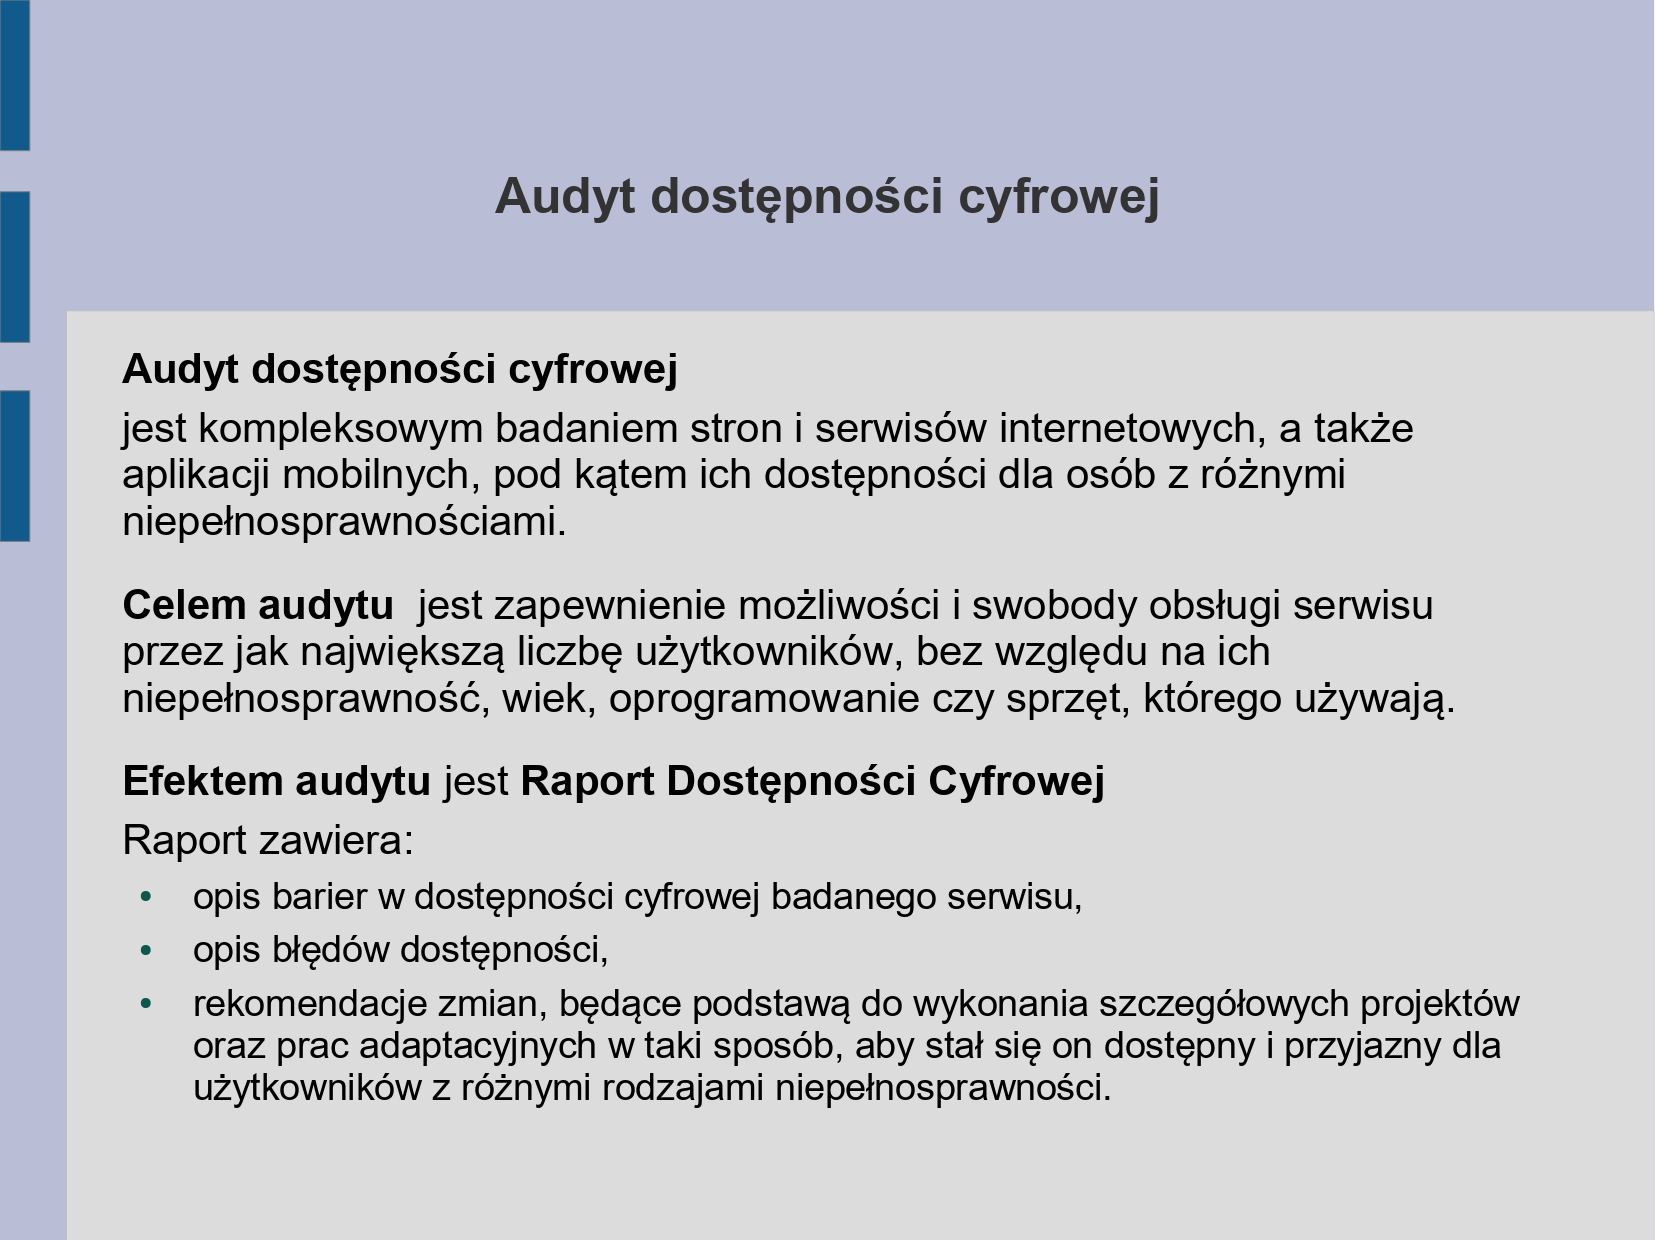 Audyt dostępności cyfrowej
Audyt dostępności cyfrowej
jest kompleksowym badaniem stron i serwisów internetowych, a także
aplikacji mobilnych, pod kątem ich dostępności dla osób z różnymi
niepełnosprawnościami.
Celem audytu  jest zapewnienie możliwości i swobody obsługi serwisu
przez jak największą liczbę użytkowników, bez względu na ich
niepełnosprawność, wiek, oprogramowanie czy sprzęt, którego używają.
Efektem audytu jest Raport Dostępności Cyfrowej
Raport zawiera:
• opis barier w dostępności cyfrowej badanego serwisu,
• opis błędów dostępności,
• rekomendacje zmian, będące podstawą do wykonania szczegółowych projektów
oraz prac adaptacyjnych w taki sposób, aby stał się on dostępny i przyjazny dla
użytkowników z różnymi rodzajami niepełnosprawności.